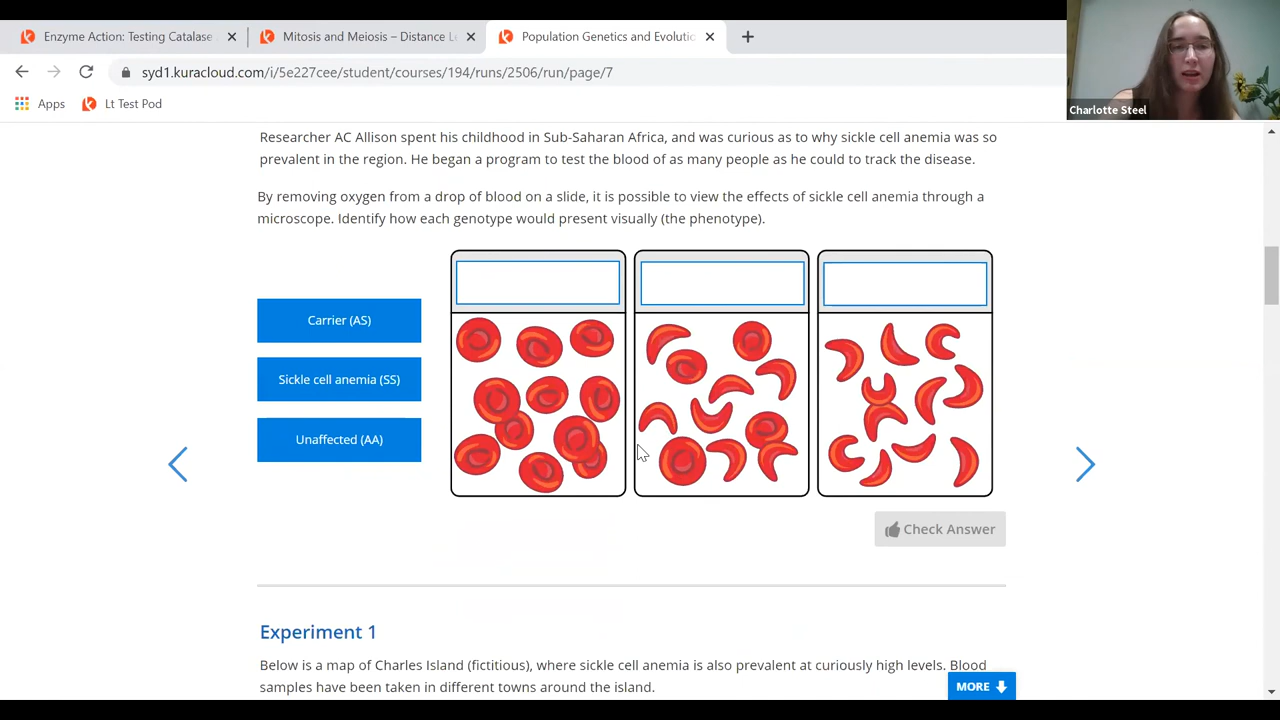 Enzyme Action: Testing Catalase
Mitosis and Meiosis – Distance L
Population Genetics and Evolutio
syd1.kuracloud.com/i/5e227cee/student/courses/194/runs/2506/run/page/7
Charlotte Steel
Apps
Lt Test Pod
Researcher AC Allison spent his childhood in Sub-Saharan Africa, and was curious as to why sickle cell anemia was so
prevalent in the region. He began a program to test the blood of as many people as he could to track the disease.
By removing oxygen from a drop of blood on a slide, it is possible to view the effects of sickle cell anemia through a
microscope. Identify how each genotype would present visually (the phenotype).
Carrier (AS)
Sickle cell anemia (SS)
Unaffected (AA)
Check Answer
Experiment 1
Below is a map of Charles Island (fictitious), where sickle cell anemia is also prevalent at curiously high levels. Blood
samples have been taken in different towns around the island.
MORE